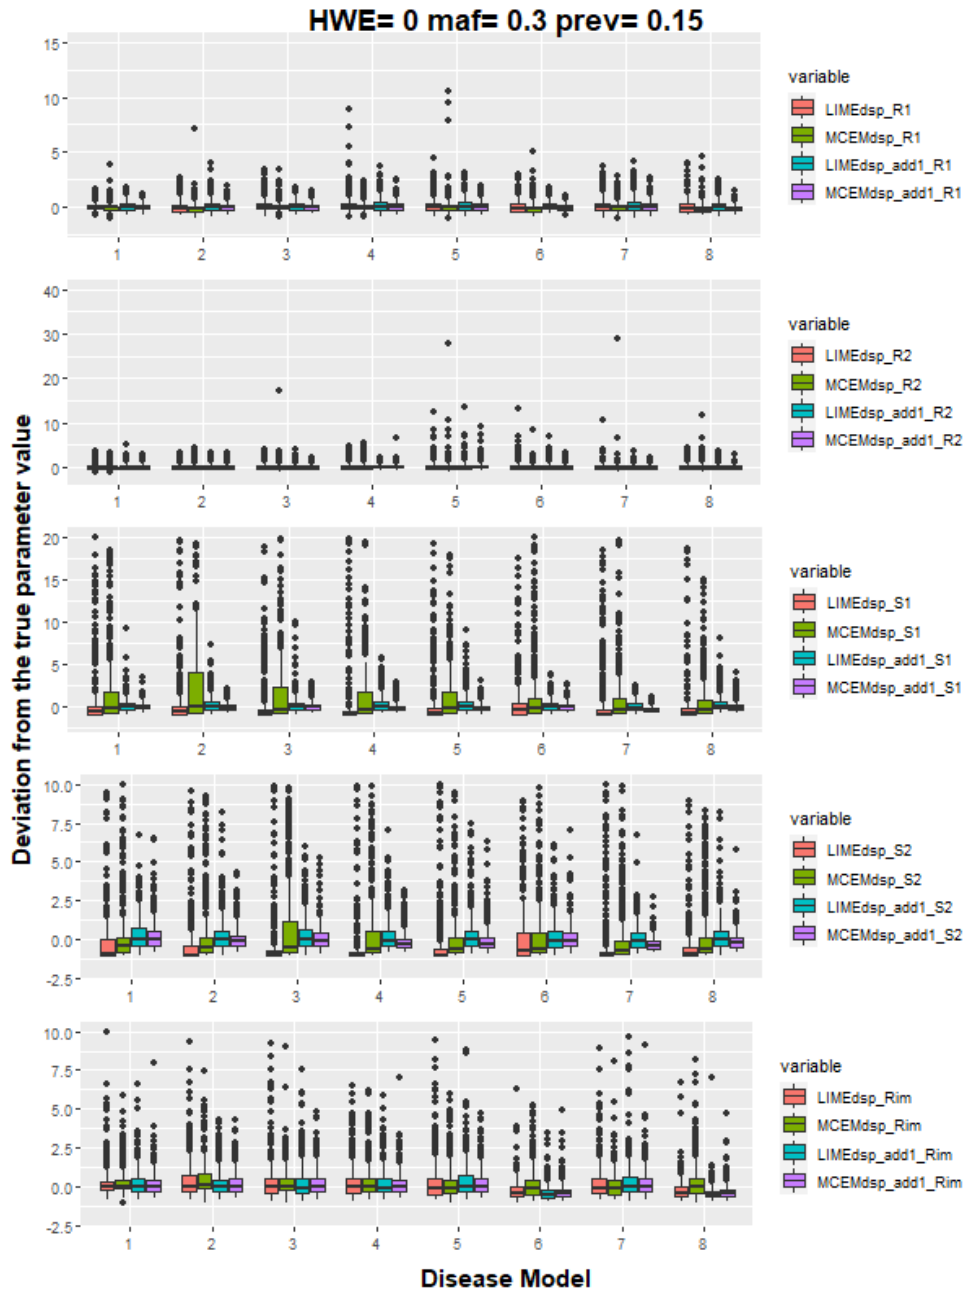 HWE= 0 maf= 0.3 prev= 0.15
Deviation from the true parameter value
15
10
5
0
1 2 3 4 5 6 7 8
variable
LIMEdsp_R1
MCEMdsp_R1
LIMEdsp_add1_R1
MCEMdsp_add1_R1
40
30
20
10
0
1 2 3 4 5 6 7 8
variable
LIMEdsp_R2
MCEMdsp_R2
LIMEdsp_add1_R2
MCEMdsp_add1_R2
20
15
10
5
0
1 2 3 4 5 6 7 8
variable
LIMEdsp_S1
MCEMdsp_S1
LIMEdsp_add1_S1
MCEMdsp_add1_S1
10.0
7.5
5.0
2.5
0.0
-2.5
1 2 3 4 5 6 7 8
variable
LIMEdsp_S2
MCEMdsp_S2
LIMEdsp_add1_S2
MCEMdsp_add1_S2
10.0
7.5
5.0
2.5
0.0
-2.5
1 2 3 4 5 6 7 8
variable
LIMEdsp_Rim
MCEMdsp_Rim
LIMEdsp_add1_Rim
MCEMdsp_add1_Rim
Disease Model